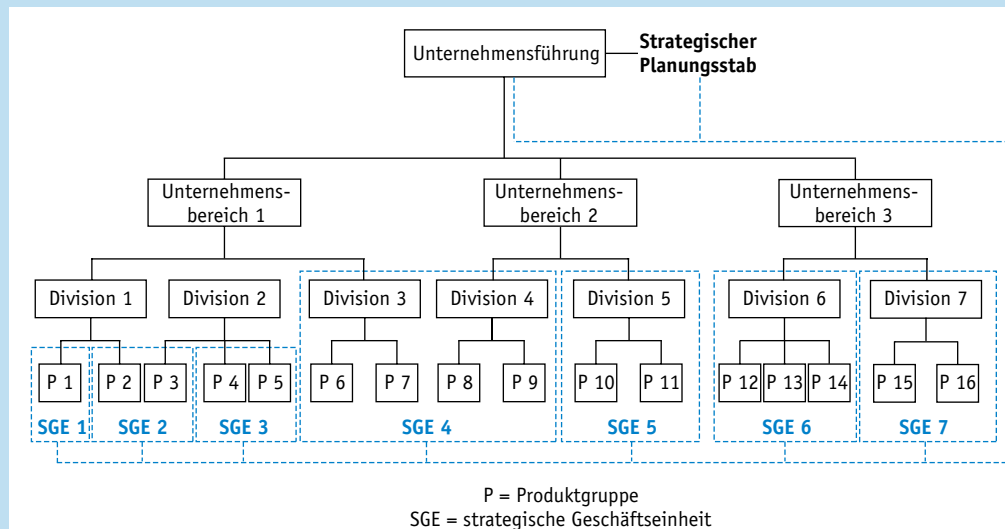 Unternehmensführung
Strategischer
Planungsstab
Unternehmens-
bereich 1
Unternehmens-
bereich 2
Unternehmens-
bereich 3
Division 1
Division 2
Division 3
Division 4
Division 5
Division 6
Division 7
P 1
P 2
P 3
P 4
P 5
P 6
P 7
P 8
P 9
P 10
P 11
P 12
P 13
P 14
P 15
P 16
SGE 1
SGE 2
SGE 3
SGE 4
SGE 5
SGE 6
SGE 7
P = Produktgruppe
SGE = strategische Geschäftseinheit